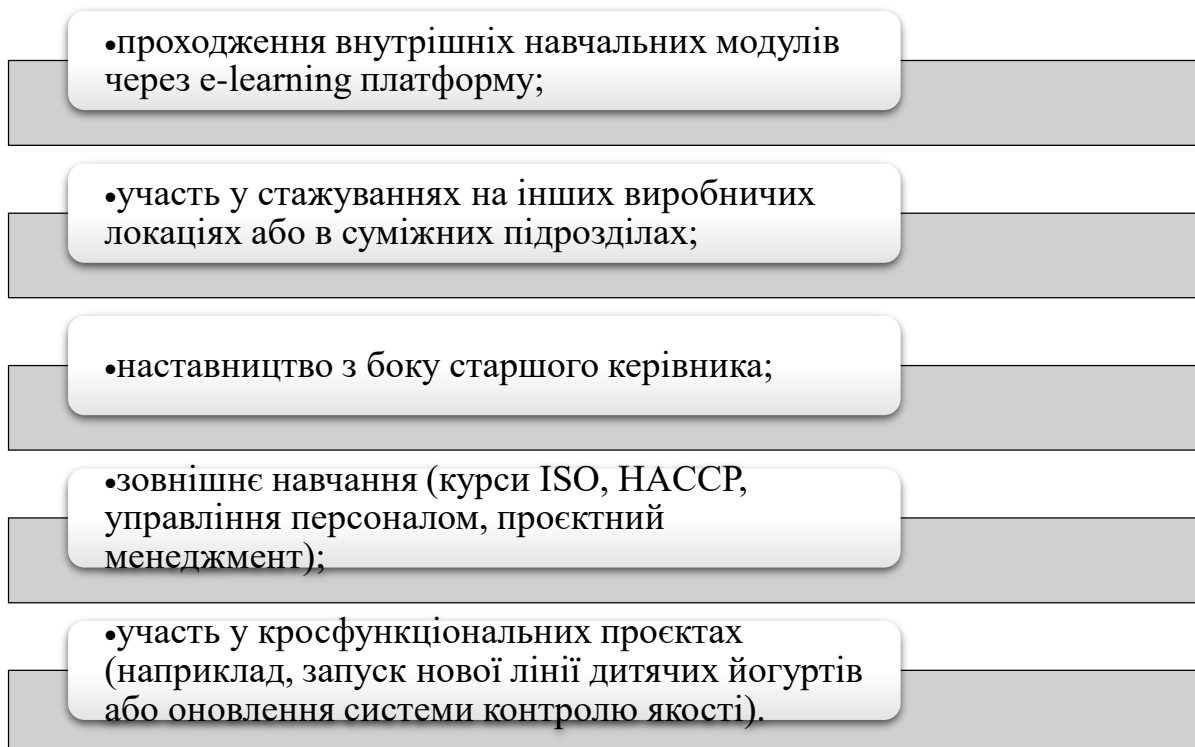 •проходження внутрішніх навчальних модулів
через e-learning платформу;
•участь у стажуваннях на інших виробничих
локаціях або в суміжних підрозділах;
•наставництво з боку старшого керівника;
•зовнішнє навчання (курси ISO, HACCP,
управління персоналом, проєктний
менеджмент);
•участь у кросфункціональних проєктах
(наприклад, запуск нової лінії дитячих йогуртів
або оновлення системи контролю якості).